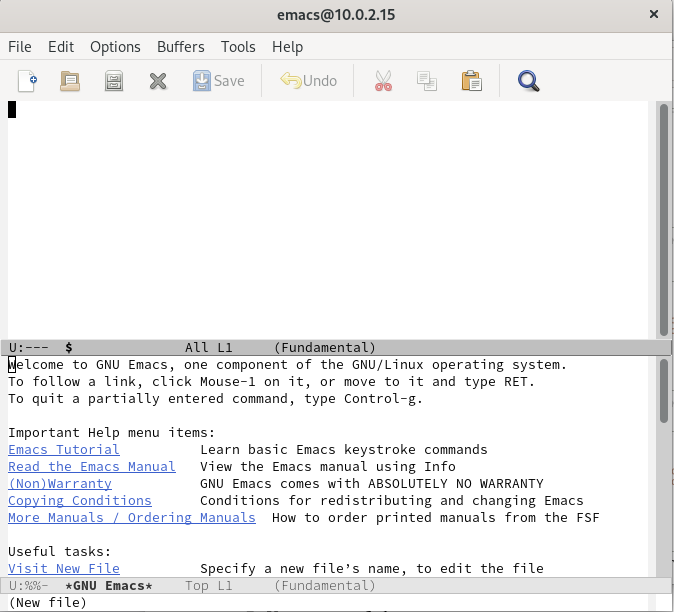 emacs@10.0.2.15
File Edit Options Buffers Tools Help
Save Undo
U:--- $ All L1 (Fundamental)
Welcome to GNU Emacs, one component of the GNU/Linux operating system.
To follow a link, click Mouse-1 on it, or move to it and type RET.
To quit a partially entered command, type Control-g.
Important Help menu items:
Emacs Tutorial Learn basic Emacs keystroke commands
Read the Emacs Manual View the Emacs manual using Info
(Non)Warranty GNU Emacs comes with ABSOLUTELY NO WARRANTY
Copying Conditions Conditions for redistributing and changing Emacs
More Manuals / Ordering Manuals How to order printed manuals from the FSF
Useful tasks:
Visit New File Specify a new file’s name, to edit the file
U:%%- *GNU Emacs* Top L1 (Fundamental)
(New file)